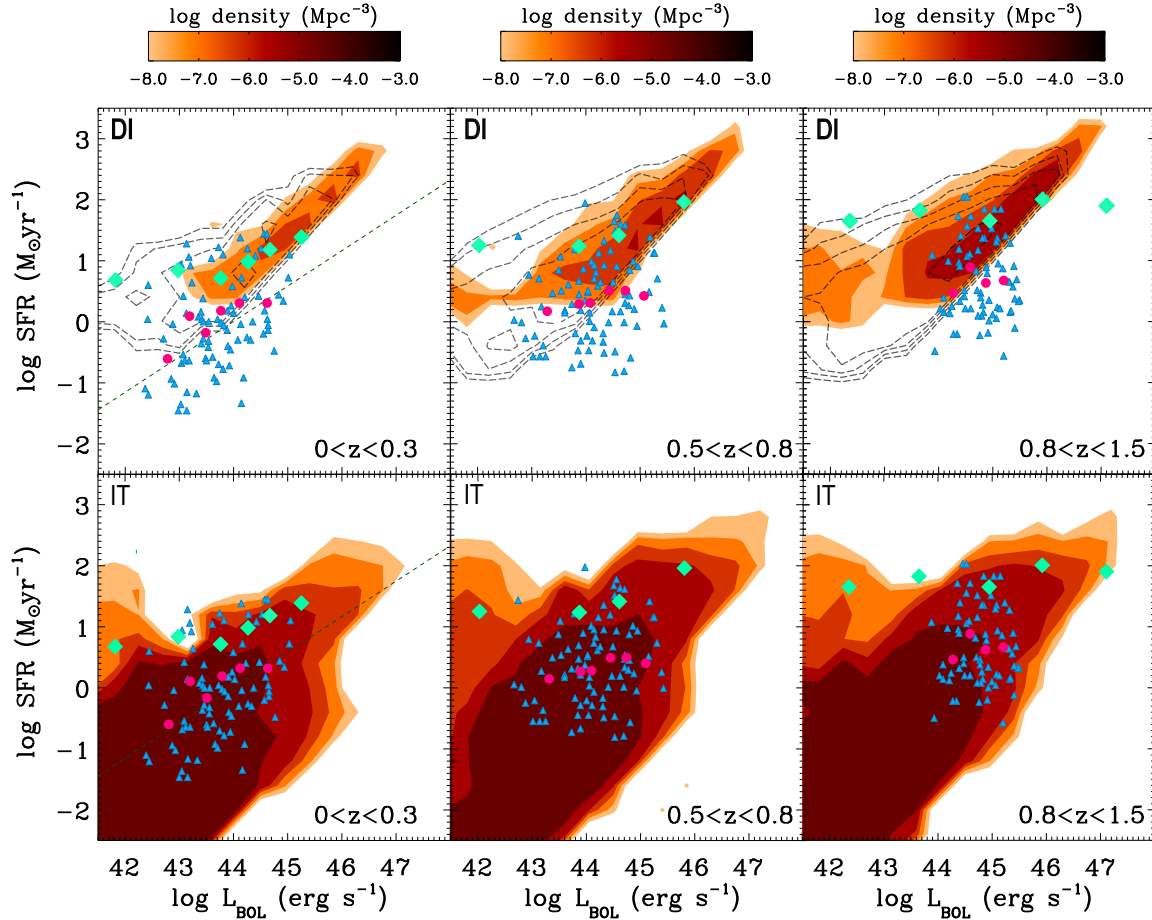 log density (Mpc⁻³) log density (Mpc⁻³) log density (Mpc⁻³)
−8.0 −7.0 −6.0 −5.0 −4.0 −3.0 −8.0 −7.0 −6.0 −5.0 −4.0 −3.0 −8.0 −7.0 −6.0 −5.0 −4.0 −3.0
DI DI DI
3
2
1
0
−1
−2
log SFR (M⊙yr⁻¹)
0<z<0.3 0.5<z<0.8 0.8<z<1.5
IT IT IT
3
2
1
0
−1
−2
log SFR (M⊙yr⁻¹)
0<z<0.3 0.5<z<0.8 0.8<z<1.5
42 43 44 45 46 47 42 43 44 45 46 47 42 43 44 45 46 47
log L_BOL (erg s⁻¹) log L_BOL (erg s⁻¹) log L_BOL (erg s⁻¹)